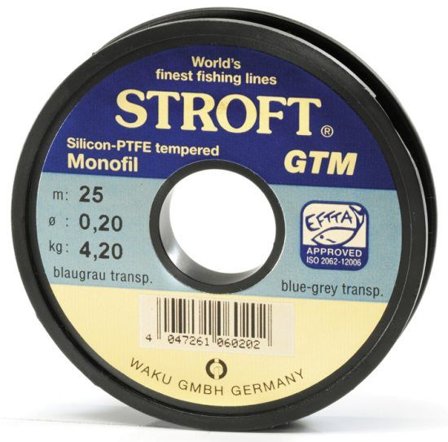 World's
finest fishing lines
STROFT®
Silicon-PTFE tempered
Monofil
GTM
m: 25
ø : 0,20
kg: 4,20
EFTTA
APPROVED
ISO 2062-12006
blaugrau transp.
blue-grey transp.
4 047261 060202
WAKU GMBH GERMANY